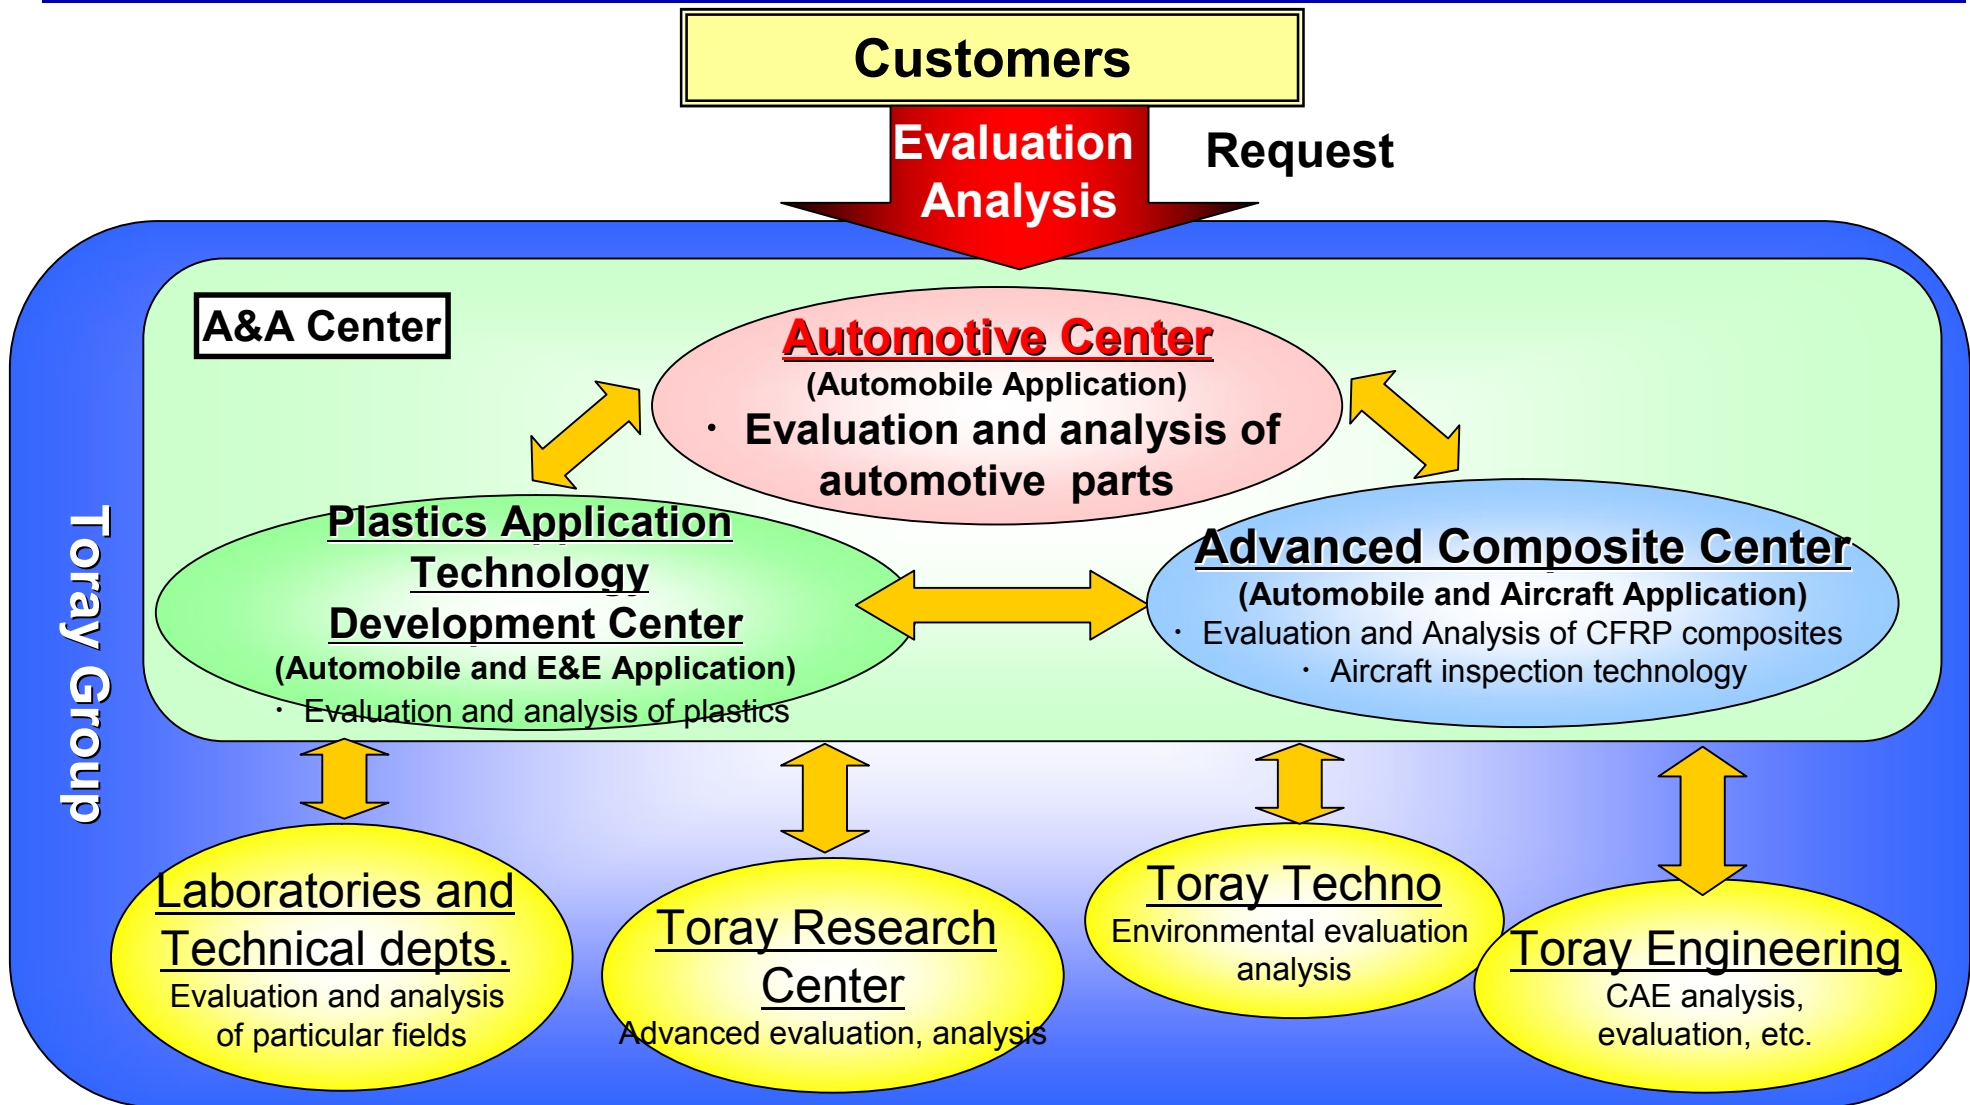 Customers
Evaluation
Analysis
Request
A&A Center
Automotive Center
(Automobile Application)
・ Evaluation and analysis of
automotive parts
Plastics Application
Technology
Development Center
(Automobile and E&E Application)
・ Evaluation and analysis of plastics
Advanced Composite Center
(Automobile and Aircraft Application)
・ Evaluation and Analysis of CFRP composites
・ Aircraft inspection technology
Toray Group
Laboratories and
Technical depts.
Evaluation and analysis
of particular fields
Toray Research
Center
Advanced evaluation, analysis
Toray Techno
Environmental evaluation
analysis
Toray Engineering
CAE analysis,
evaluation, etc.